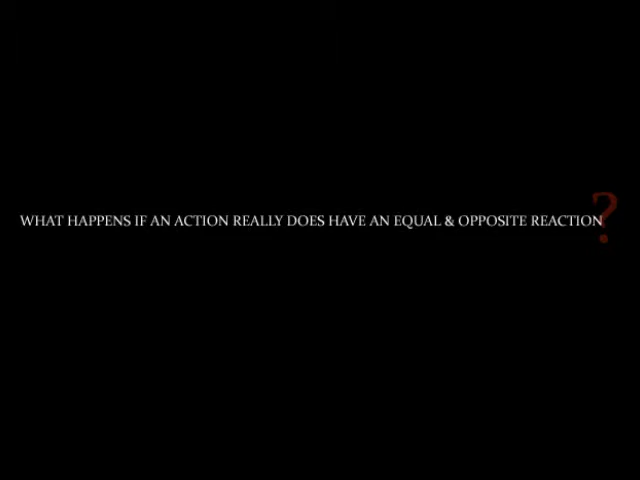 WHAT HAPPENS IF AN ACTION REALLY DOES HAVE AN EQUAL & OPPOSITE REACTION?